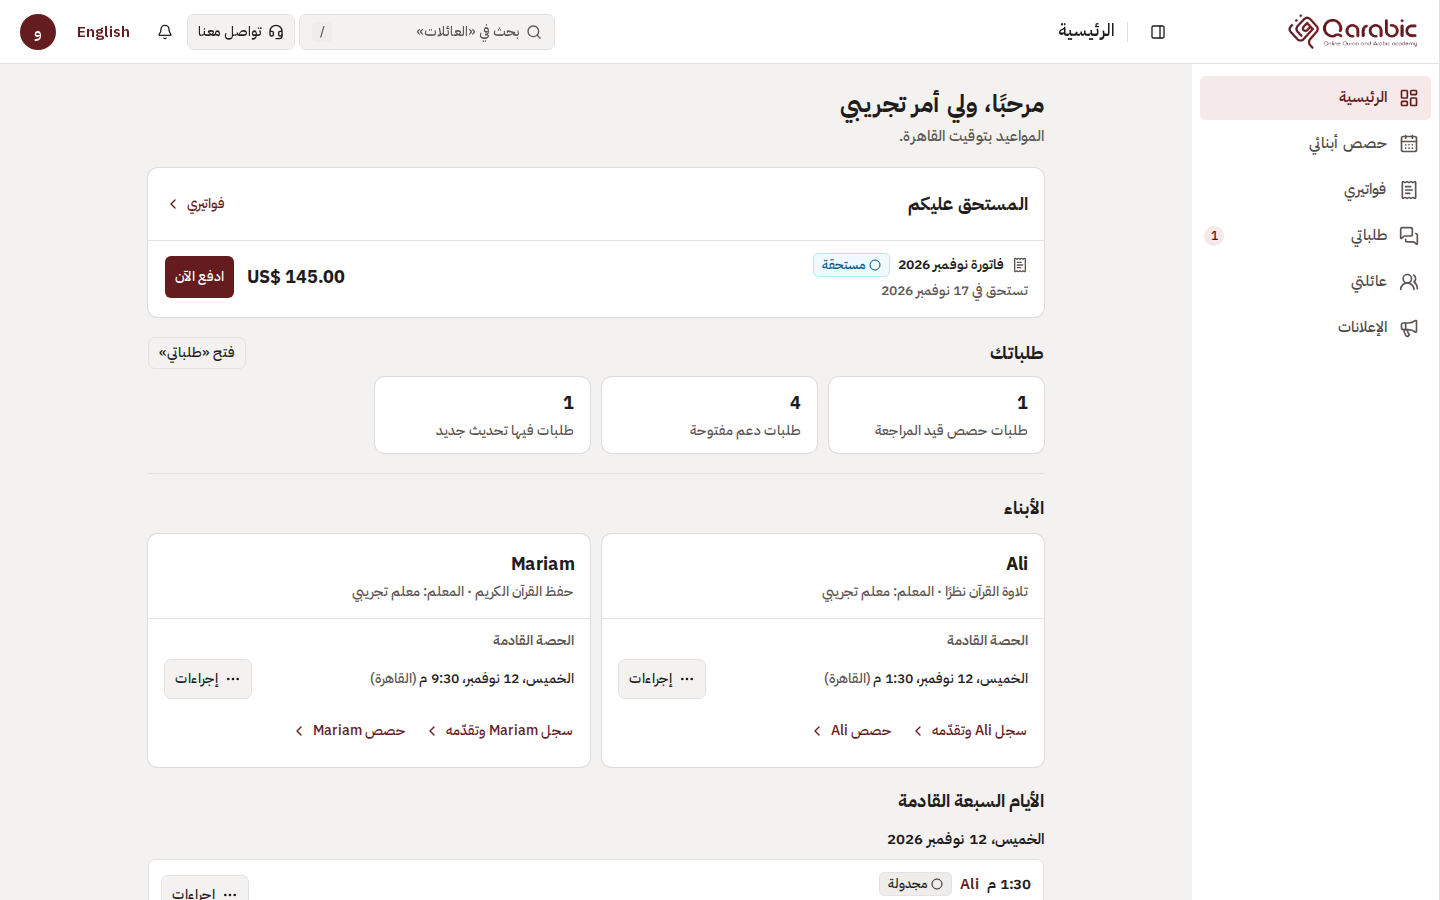 Qarabic
Online Quran and Arabic academy
الرئيسية
بحث في «العائلات»
/
تواصل معنا
English
و
الرئيسية
حصص أبنائي
فواتيري
طلباتي
1
عائلتي
الإعلانات
مرحبًا، ولي أمر تجريبي
المواعيد بتوقيت القاهرة.
المستحق عليكم
فواتيري
فاتورة نوفمبر 2026
مستحقة
تستحق في 17 نوفمبر 2026
US$ 145.00
ادفع الآن
طلباتك
فتح «طلباتي»
1
طلبات حصص قيد المراجعة
4
طلبات دعم مفتوحة
1
طلبات فيها تحديث جديد
الأبناء
Ali
تلاوة القرآن نظرًا · المعلم: معلم تجريبي
الحصة القادمة
الخميس، 12 نوفمبر، 1:30 م (القاهرة)
إجراءات
سجل Ali وتقدّمه
حصص Ali
Mariam
حفظ القرآن الكريم · المعلم: معلم تجريبي
الحصة القادمة
الخميس، 12 نوفمبر، 9:30 م (القاهرة)
إجراءات
سجل Mariam وتقدّمه
حصص Mariam
الأيام السبعة القادمة
الخميس، 12 نوفمبر 2026
1:30 م
Ali
مجدولة
إجراءات